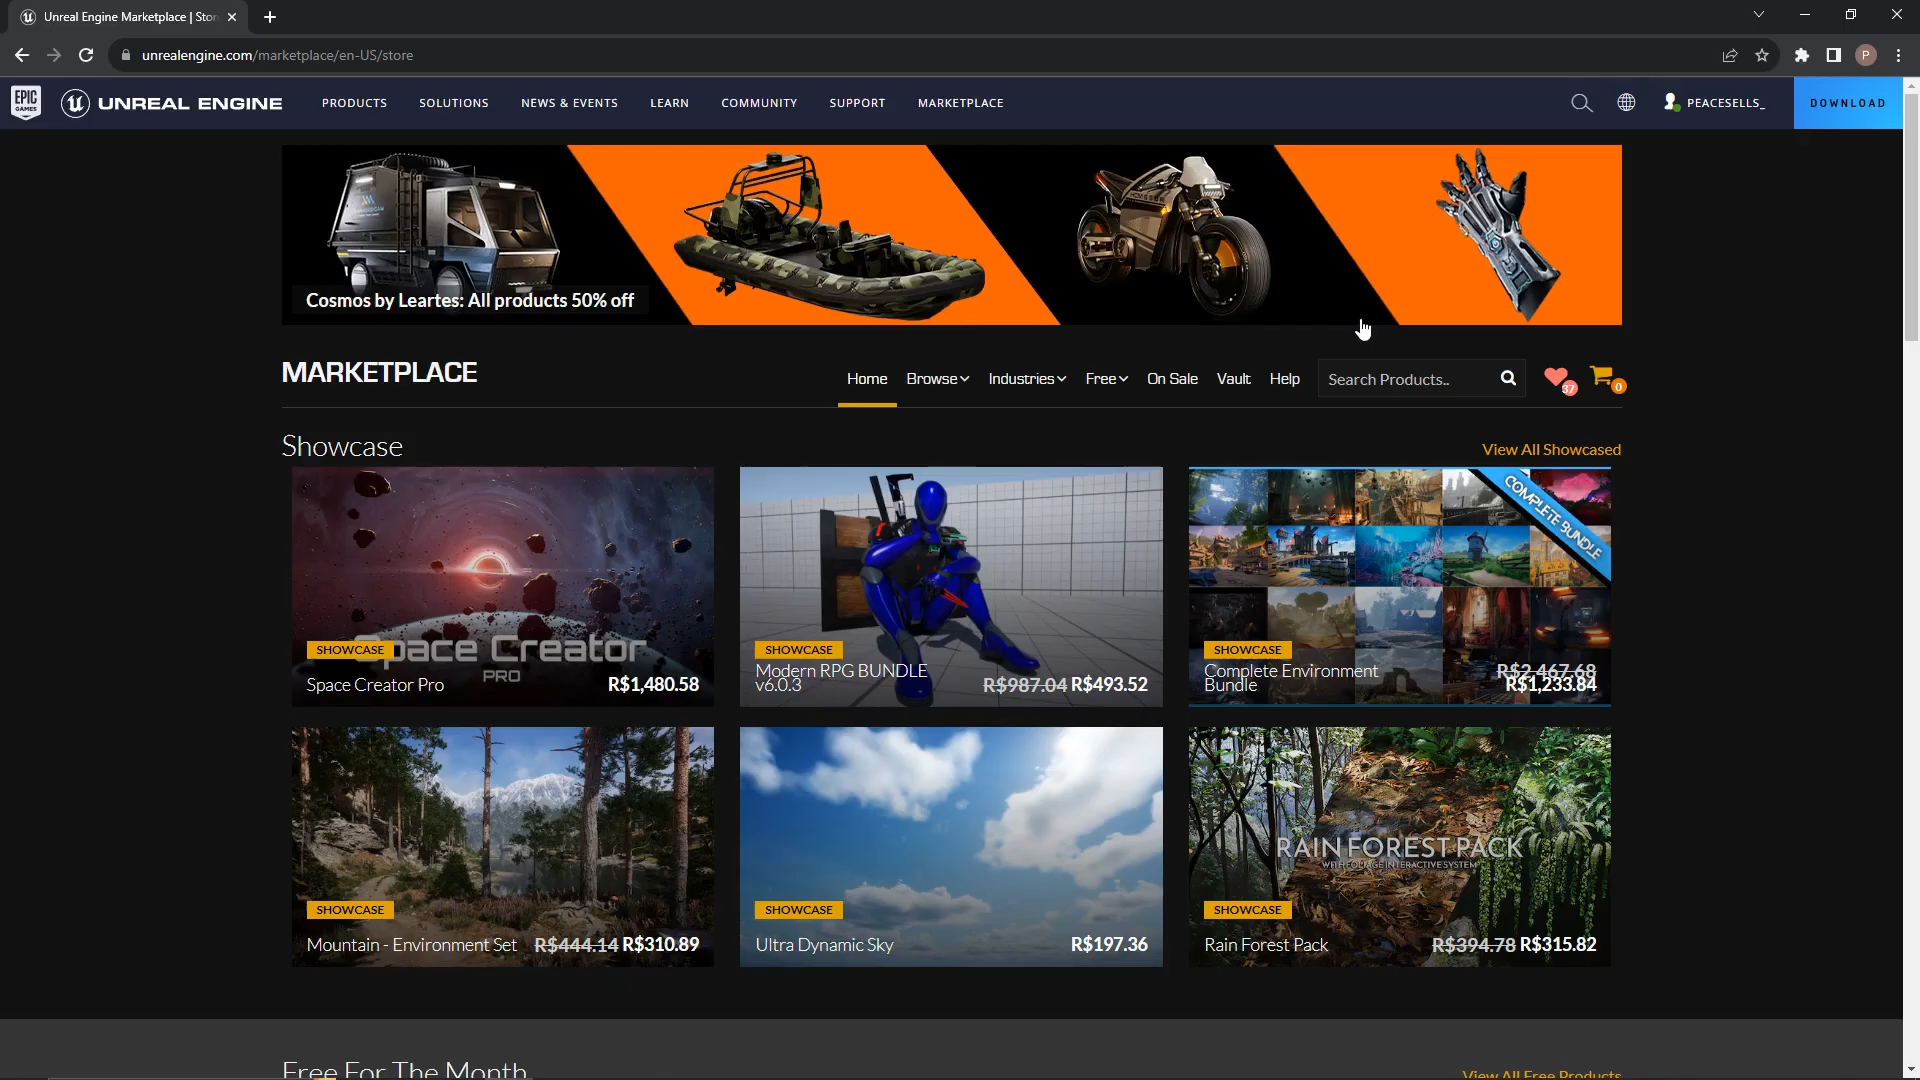 Unreal Engine Marketplace | Stor
unrealengine.com/marketplace/en-US/store
P
EPIC
GAMES
UNREAL ENGINE
PRODUCTS
SOLUTIONS
NEWS & EVENTS
LEARN
COMMUNITY
SUPPORT
MARKETPLACE
PEACESELLS_
DOWNLOAD
Cosmos by Leartes: All products 50% off
MARKETPLACE
Home
Browse
Industries
Free
On Sale
Vault
Help
Search Products..
37
0
Showcase
View All Showcased
Space Creator
PRO
SHOWCASE
Space Creator Pro
R$1,480.58
SHOWCASE
Modern RPG BUNDLE
v6.0.3
R$987.04 R$493.52
COMPLETE BUNDLE
SHOWCASE
Complete Environment
Bundle
R$2,467.68
R$1,233.84
SHOWCASE
Mountain - Environment Set
R$444.14 R$310.89
SHOWCASE
Ultra Dynamic Sky
R$197.36
RAIN FOREST PACK
WITH FOLIAGE INTERACTIVE SYSTEM
SHOWCASE
Rain Forest Pack
R$394.78 R$315.82
Free For The Month
View All Free Products